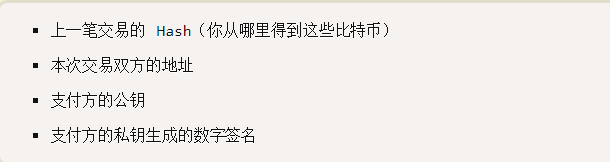 上一笔交易的 Hash（你从哪里得到这些比特币）
本次交易双方的地址
支付方的公钥
支付方的私钥生成的数字签名